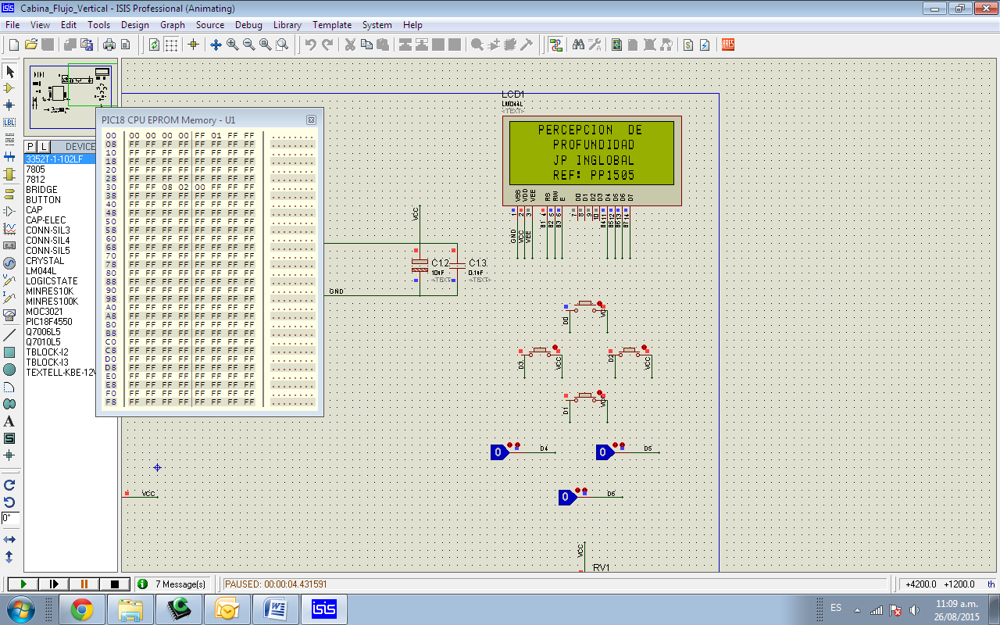 Cabina_Flujo_Vertical - ISIS Professional (Animating)
File View Edit Tools Design Graph Source Debug Library Template System Help
P L DEVICE
3352T-1-102LF
7805
7812
BRIDGE
BUTTON
CAP
CAP-ELEC
CONN-SIL3
CONN-SIL4
CONN-SIL5
CRYSTAL
LM044L
LOGICSTATE
MINRES10K
MINRES100K
MOC3021
PIC18F4550
Q7006L5
Q7010L5
TBLOCK-I2
TBLOCK-I3
TEXTELL-KBE-12V
PIC18 CPU EPROM Memory - U1
00 00 00 00 00 FF 01 FF FF ........
08 FF FF FF FF FF FF FF FF ........
10 FF FF FF FF FF FF FF FF ........
18 FF FF FF FF FF FF FF FF ........
20 FF FF FF FF FF FF FF FF ........
28 FF FF FF FF FF FF FF FF ........
30 FF FF 08 02 00 FF FF FF ........
38 FF FF FF FF FF FF FF FF ........
40 FF FF FF FF FF FF FF FF ........
48 FF FF FF FF FF FF FF FF ........
50 FF FF FF FF FF FF FF FF ........
58 FF FF FF FF FF FF FF FF ........
60 FF FF FF FF FF FF FF FF ........
68 FF FF FF FF FF FF FF FF ........
70 FF FF FF FF FF FF FF FF ........
78 FF FF FF FF FF FF FF FF ........
80 FF FF FF FF FF FF FF FF ........
88 FF FF FF FF FF FF FF FF ........
90 FF FF FF FF FF FF FF FF ........
98 FF FF FF FF FF FF FF FF ........
A0 FF FF FF FF FF FF FF FF ........
A8 FF FF FF FF FF FF FF FF ........
B0 FF FF FF FF FF FF FF FF ........
B8 FF FF FF FF FF FF FF FF ........
C0 FF FF FF FF FF FF FF FF ........
C8 FF FF FF FF FF FF FF FF ........
D0 FF FF FF FF FF FF FF FF ........
D8 FF FF FF FF FF FF FF FF ........
E0 FF FF FF FF FF FF FF FF ........
E8 FF FF FF FF FF FF FF FF ........
F0 FF FF FF FF FF FF FF FF ........
F8 FF FF FF FF FF FF FF FF ........
LCD1
LM044L
<TEXT>
PERCEPCION DE
PROFUNDIDAD
JP INGLOBAL
REF: PP1505
VSS VDD VEE RS RW E D0 D1 D2 D3 D4 D5 D6 D7
1 2 3 4 5 6 7 8 9 10 11 12 13 14
B1 B2 B3 B4 B5 B6 B7
GND VCC VEE
VCC
C12
10uF
<TEXT>
C13
0.1uF
<TEXT>
GND
D0 VCC
D3 VCC
D2 VCC
D1 VCC
0 D4
0 D5
0 D6
VCC
VCC
RV1
LBL
A
S
0°
ARES
7 Message(s)
PAUSED: 00:00:04.431591
+4200.0 +1200.0 th
isis
ES
11:09 a.m.
26/08/2015